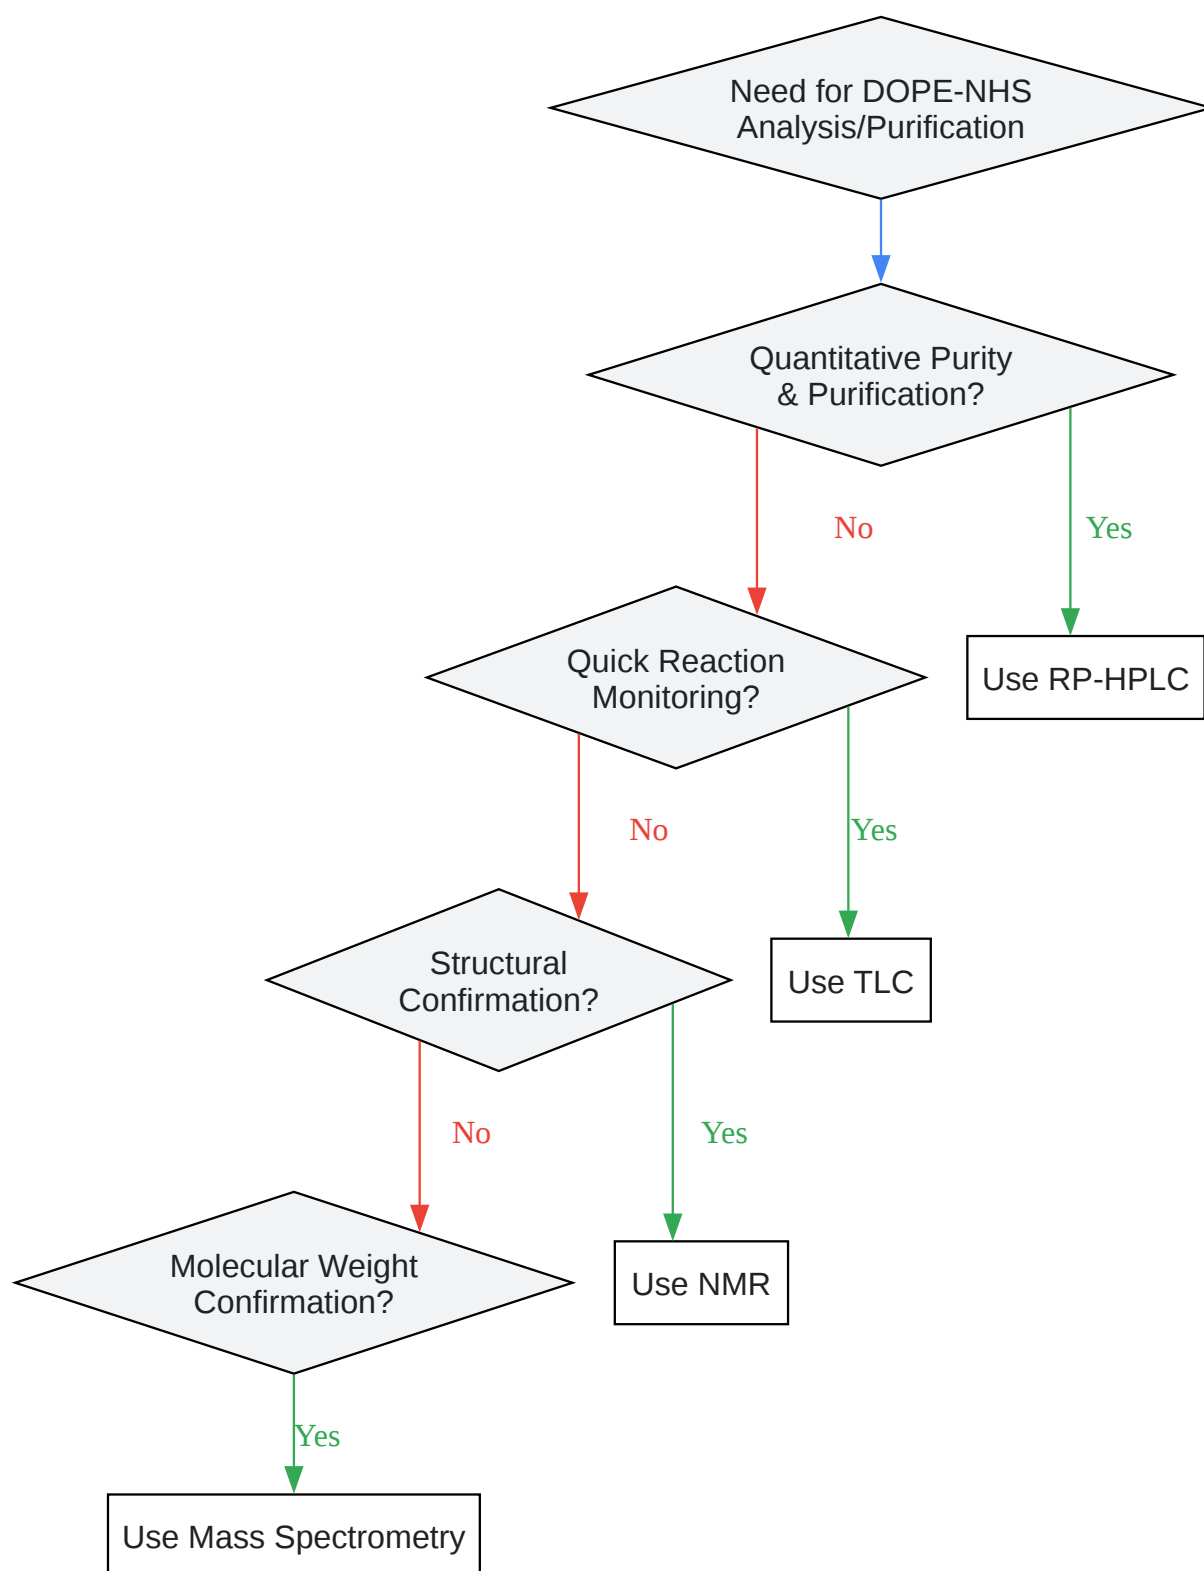 Need for DOPE-NHS
Analysis/Purification
Quantitative Purity
& Purification?
No
Yes
Quick Reaction
Monitoring?
Use RP-HPLC
No
Yes
Structural
Confirmation?
Use TLC
No
Yes
Molecular Weight
Confirmation?
Use NMR
Yes
Use Mass Spectrometry